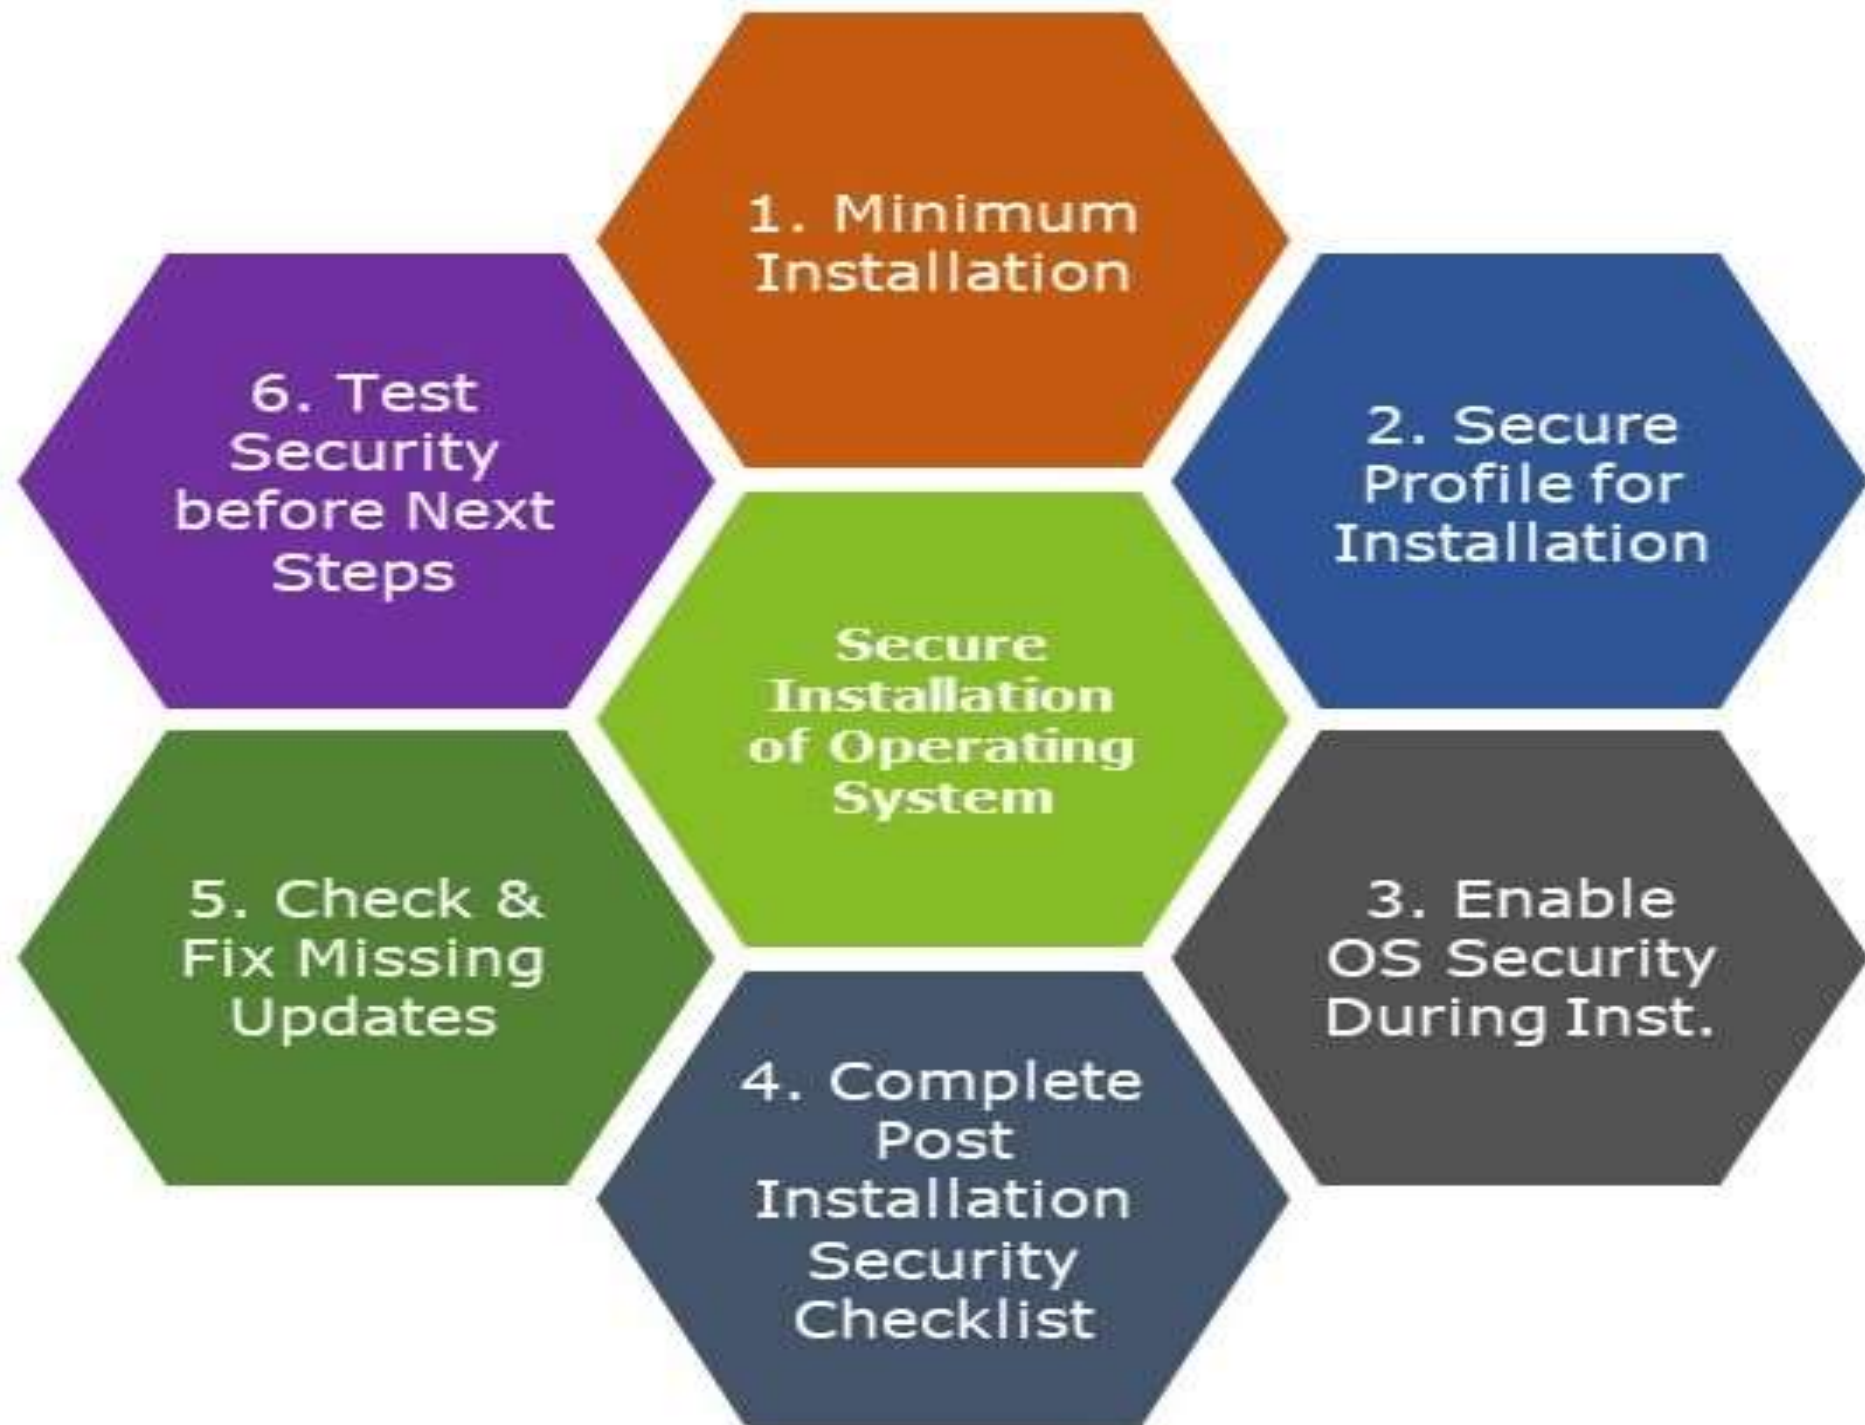 1. Minimum
Installation
2. Secure
Profile for
Installation
3. Enable
OS Security
During Inst.
4. Complete
Post
Installation
Security
Checklist
5. Check &
Fix Missing
Updates
6. Test
Security
before Next
Steps
Secure
Installation
of Operating
System